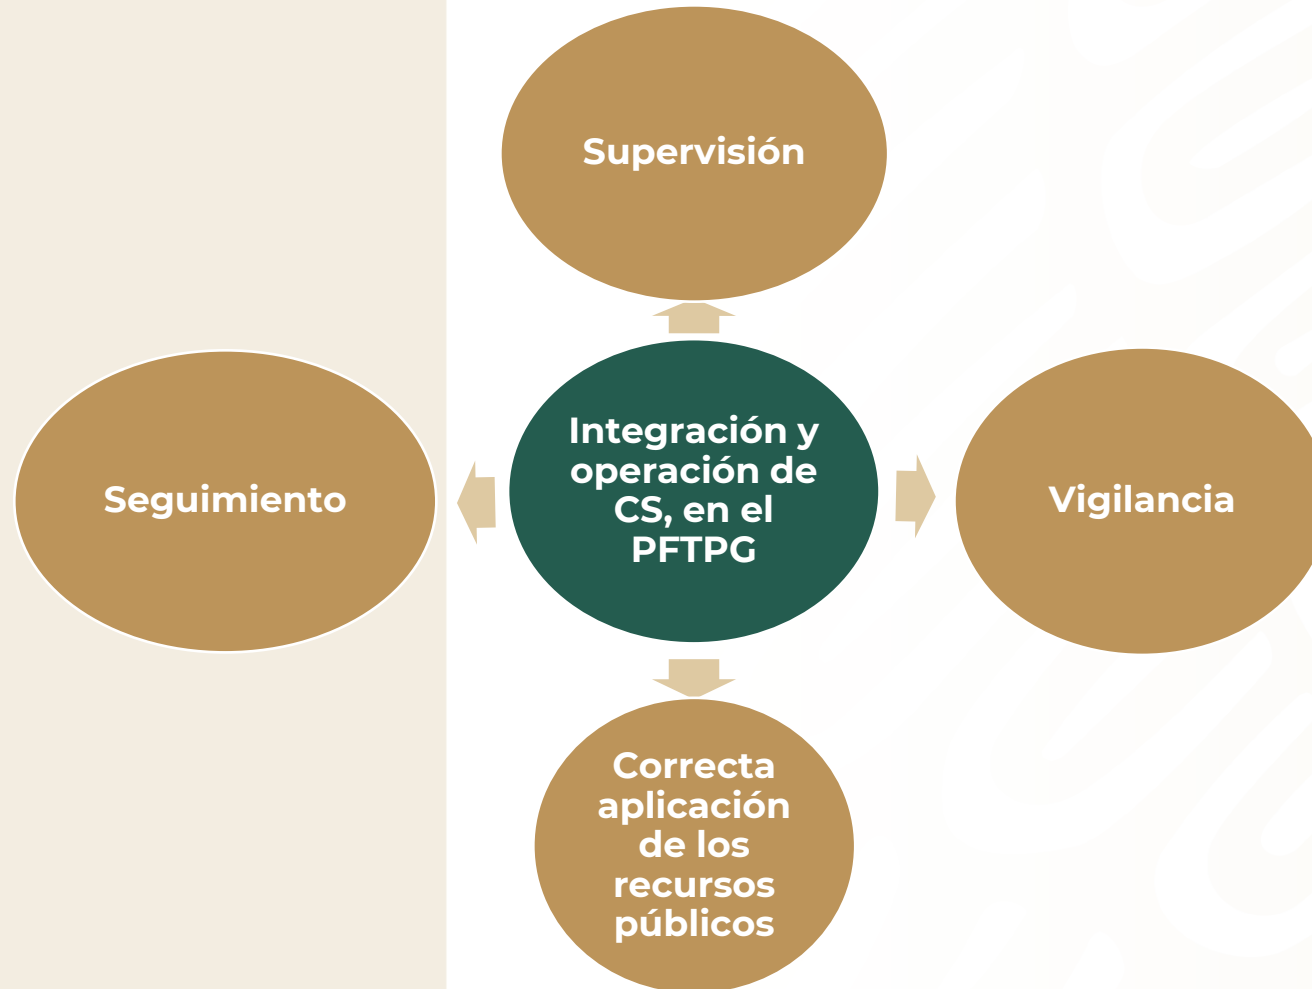 Supervisión
Integración y
operación de
CS, en el
PFTPG
Seguimiento
Vigilancia
Correcta
aplicación
de los
recursos
públicos